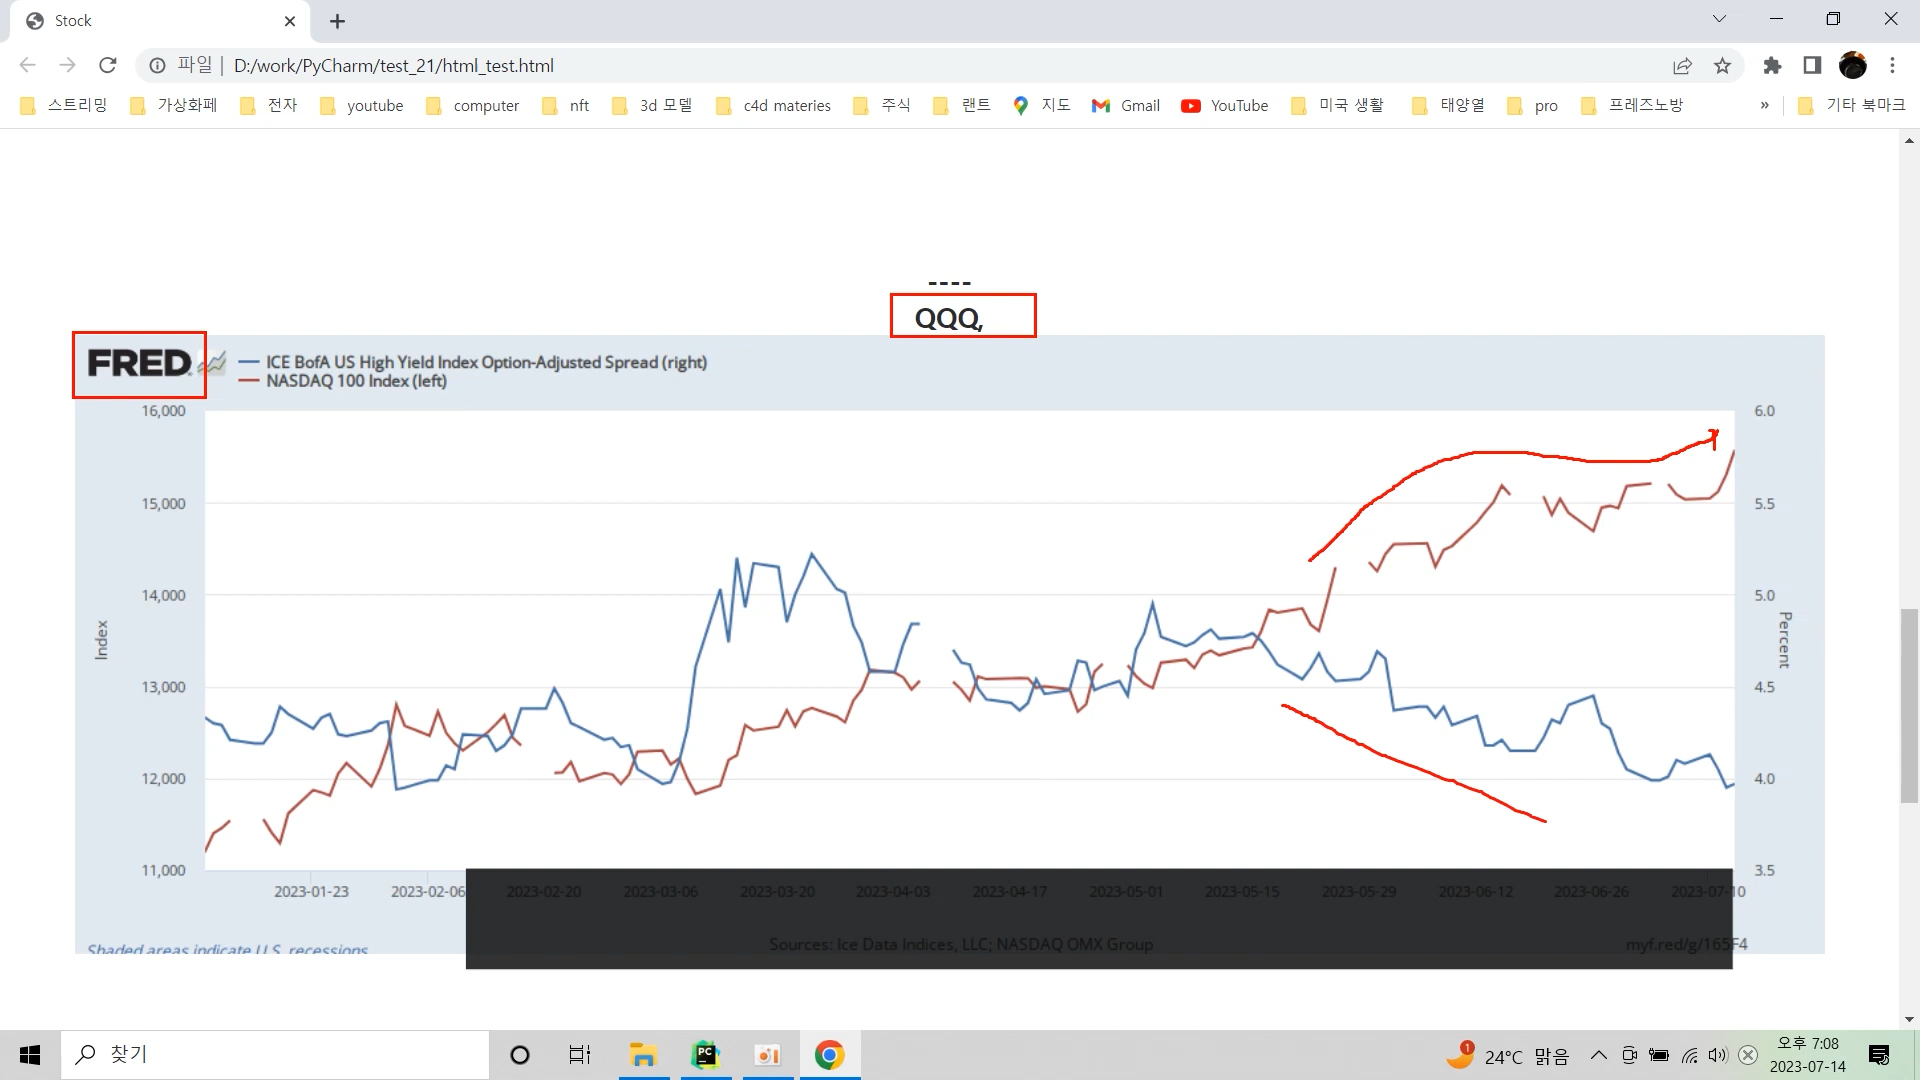 Stock
파일 | D:/work/PyCharm/test_21/html_test.html
스트리밍 가상화폐 전자 youtube computer nft 3d 모델 c4d materies 주식 랜트 지도 Gmail YouTube 미국 생활 태양열 pro 프레즈노방 » 기타 북마크
----
QQQ,
FRED
ICE BofA US High Yield Index Option-Adjusted Spread (right)
NASDAQ 100 Index (left)
16,000 6.0
15,000 5.5
14,000 5.0
Index Percent
13,000 4.5
12,000 4.0
11,000 3.5
2023-01-23 2023-02-06 2023-02-20 2023-03-06 2023-03-20 2023-04-03 2023-04-17 2023-05-01 2023-05-15 2023-05-29 2023-06-12 2023-06-26 2023-07-10
Sources: Ice Data Indices, LLC; NASDAQ OMX Group myf.red/g/165F4
Shaded areas indicate U.S. recessions
찾기 PC 1 24°C 맑음 오후 7:08
2023-07-14